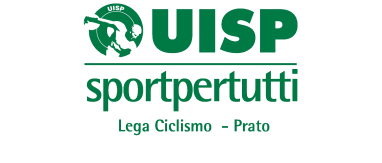 UISP
UISP
sportpertutti
Lega Ciclismo - Prato